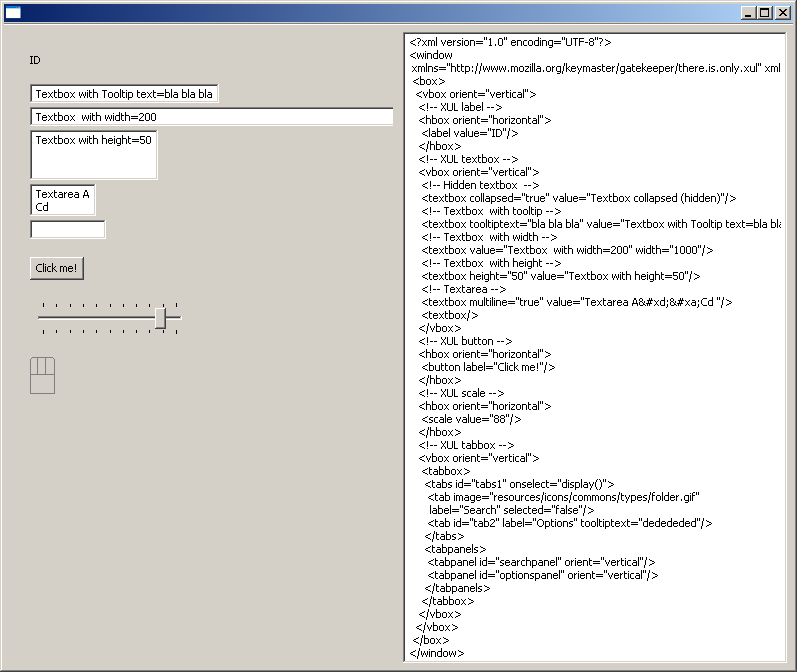 ID
Textbox with Tooltip text=bla bla bla
Textbox  with width=200
Textbox with height=50
Textarea A
Cd
Click me!
<?xml version="1.0" encoding="UTF-8"?>
<window
xmlns="http://www.mozilla.org/keymaster/gatekeeper/there.is.only.xul" xml
<box>
<vbox orient="vertical">
<!-- XUL label -->
<hbox orient="horizontal">
<label value="ID"/>
</hbox>
<!-- XUL textbox -->
<vbox orient="vertical">
<!-- Hidden textbox  -->
<textbox collapsed="true" value="Textbox collapsed (hidden)"/>
<!-- Textbox  with tooltip -->
<textbox tooltiptext="bla bla bla" value="Textbox with Tooltip text=bla bla
<!-- Textbox  with width -->
<textbox value="Textbox  with width=200" width="1000"/>
<!-- Textbox  with height -->
<textbox height="50" value="Textbox with height=50"/>
<!-- Textarea -->
<textbox multiline="true" value="Textarea A&#xd;&#xa;Cd "/>
<textbox/>
</vbox>
<!-- XUL button -->
<hbox orient="horizontal">
<button label="Click me!"/>
</hbox>
<!-- XUL scale -->
<hbox orient="horizontal">
<scale value="88"/>
</hbox>
<!-- XUL tabbox -->
<vbox orient="vertical">
<tabbox>
<tabs id="tabs1" onselect="display()">
<tab image="resources/icons/commons/types/folder.gif"
label="Search" selected="false"/>
<tab id="tab2" label="Options" tooltiptext="dedededed"/>
</tabs>
<tabpanels>
<tabpanel id="searchpanel" orient="vertical"/>
<tabpanel id="optionspanel" orient="vertical"/>
</tabpanels>
</tabbox>
</vbox>
</vbox>
</box>
</window>